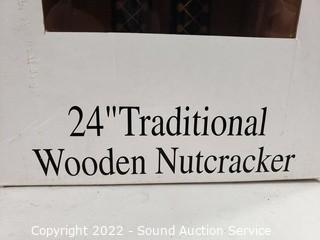 24"Traditional
Wooden Nutcracker
Copyright 2022 - Sound Auction Service